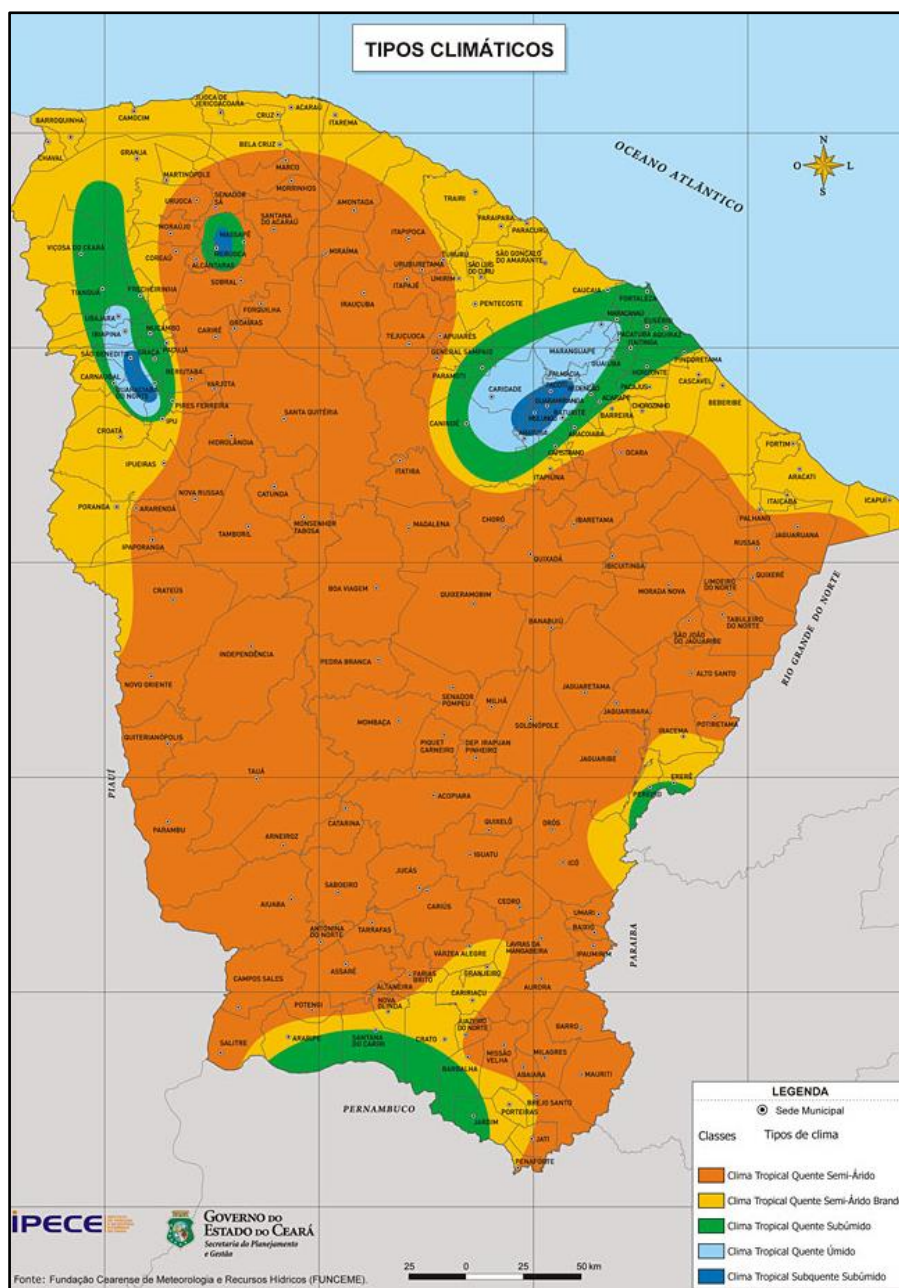 TIPOS CLIMÁTICOS
OCEANO ATLÂNTICO
N
O
L
S
JIJOCA DE
JERICOACOARA
ACARAÚ
CRUZ
ITAREMA
BARROQUINHA
CAMOCIM
CHAVAL
BELA CRUZ
GRANJA
MARCO
MARTINÓPOLE
MORRINHOS
SENADOR
SÁ
URUOCA
AMONTADA
TRAIRI
SANTANA
DO ACARAÚ
PARAIPABA
PARACURU
MORAÚJO
MASSAPÊ
ITAPIPOCA
MERUOCA
MIRAÍMA
TURURU
SÃO GONÇALO
DO AMARANTE
VIÇOSA DO CEARÁ
COREAÚ
ALCÂNTARAS
URUBURETAMA
UMIRIM
SÃO LUIS
DO CURU
SOBRAL
ITAPAJÉ
TIANGUÁ
FRECHEIRINHA
IRAUÇUBA
PENTECOSTE
CAUCAIA
FORTALEZA
FORQUILHA
UBAJARA
MUCAMBO
GROAÍRAS
MARACANAÚ
EUSÉBIO
IBIAPINA
CARIRÉ
TEJUÇUOCA
APUIARÉS
PACATUBA
AQUIRAZ
ITAITINGA
SÃO BENEDITO
GRAÇA
PACUJÁ
GENERAL SAMPAIO
MARANGUAPE
GUAIUBA
PINDORETAMA
RERIUTABA
PARAMOTI
PALMÁCIA
HORIZONTE
CARNAUBAL
VARJOTA
CARIDADE
PACOTI
REDENÇÃO
PACAJUS
CASCAVEL
GUARACIABA
DO NORTE
GUARAMIRANGA
ACARAPE
BEBERIBE
PIRES FERREIRA
SANTA QUITÉRIA
MULUNGU
BATURITÉ
BARREIRA
CHOROZINHO
IPU
CANINDÉ
ARATUBA
ARACOIABA
CROATÁ
HIDROLÂNDIA
CAPISTRANO
FORTIM
OCARA
IPUEIRAS
ITATIRA
ITAPIÚNA
ARACATI
NOVA RUSSAS
CATUNDA
ITAIÇABA
ICAPUÍ
PORANGA
ARARENDÁ
MONSENHOR
TABOSA
MADALENA
CHORÓ
IBARETAMA
PALHANO
TAMBORIL
JAGUARUANA
IPAPORANGA
RUSSAS
QUIXADÁ
IBICUITINGA
QUIXERÉ
CRATEÚS
BOA VIAGEM
QUIXERAMOBIM
MORADA NOVA
LIMOEIRO
DO NORTE
BANABUIÚ
TABULEIRO
DO NORTE
SÃO JOÃO
DO JAGUARIBE
RIO GRANDE DO NORTE
INDEPENDÊNCIA
PEDRA BRANCA
NOVO ORIENTE
ALTO SANTO
SENADOR
POMPEU
MILHÃ
JAGUARETAMA
JAGUARIBARA
MOMBAÇA
SOLONÓPOLE
POTIRETAMA
QUITERIANÓPOLIS
PIQUET
CARNEIRO
DEP. IRAPUAN
PINHEIRO
IRACEMA
JAGUARIBE
TAUÁ
PIAUÍ
ERERÊ
PEREIRO
ACOPIARA
CATARINA
PARAMBU
QUIXELÔ
ORÓS
ARNEIROZ
IGUATU
ICÓ
JUCÁS
SABOEIRO
AIUABA
CARIÚS
CEDRO
UMARI
ANTONINA
DO NORTE
TARRAFAS
BAIXIO
LAVRAS DA
MANGABEIRA
VÁRZEA ALEGRE
IPAUMIRIM
PARAÍBA
CAMPOS SALES
ASSARÉ
FARIAS
BRITO
GRANJEIRO
AURORA
ALTANEIRA
CARIRIAÇU
POTENGI
NOVA
OLINDA
JUAZEIRO
DO NORTE
BARRO
ARARIPE
SANTANA
DO CARIRI
CRATO
SALITRE
MISSÃO
VELHA
MILAGRES
BARBALHA
ABAIARA
MAURITI
PERNAMBUCO
BREJO SANTO
PORTEIRAS
JARDIM
JATI
PENAFORTE
LEGENDA
Sede Municipal
Classes Tipos de clima
Clima Tropical Quente Semi-Árido
Clima Tropical Quente Semi-Árido Brando
Clima Tropical Quente Subúmido
Clima Tropical Quente Úmido
Clima Tropical Subquente Subúmido
iPECE
GOVERNO DO
ESTADO DO CEARÁ
Secretaria do Planejamento
e Gestão
25 0 50 km
Fonte: Fundação Cearense de Meteorologia e Recursos Hídricos (FUNCEME).